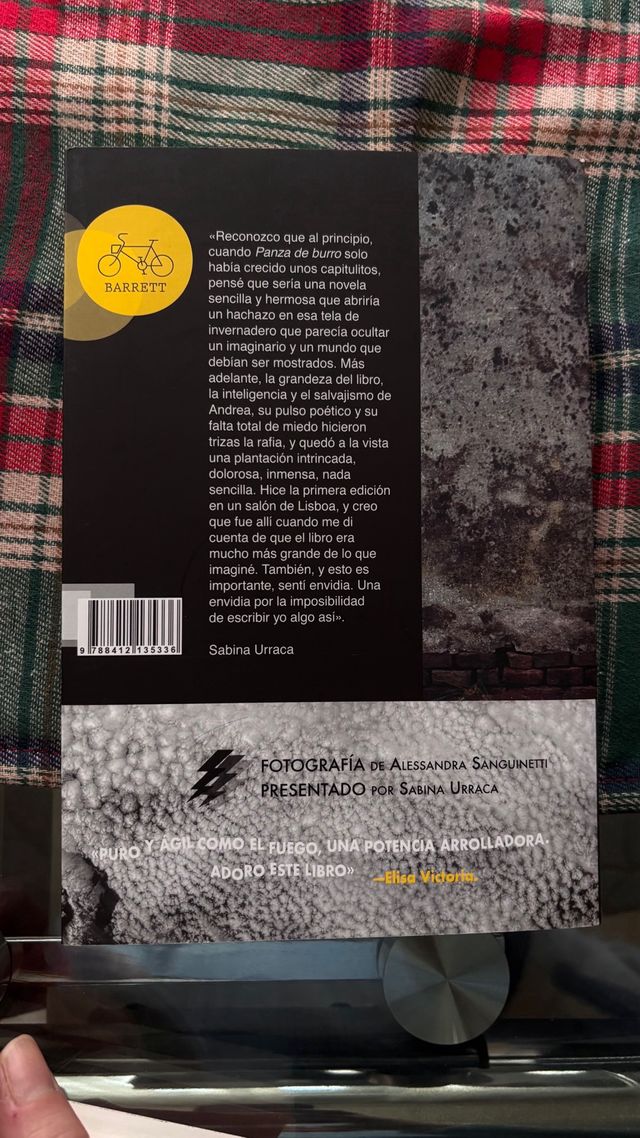 BARRETT
«Reconozco que al principio,
cuando Panza de burro solo
había crecido unos capitulitos,
pensé que sería una novela
sencilla y hermosa que abriría
un hachazo en esa tela de
invernadero que parecía ocultar
un imaginario y un mundo que
debían ser mostrados. Más
adelante, la grandeza del libro,
la inteligencia y el salvajismo de
Andrea, su pulso poético y su
falta total de miedo hicieron
trizas la rafia, y quedó a la vista
una plantación intrincada,
dolorosa, inmensa, nada
sencilla. Hice la primera edición
en un salón de Lisboa, y creo
que fue allí cuando me di
cuenta de que el libro era
mucho más grande de lo que
imaginé. También, y esto es
importante, sentí envidia. Una
envidia por la imposibilidad
de escribir yo algo así».
Sabina Urraca
9 788412 135336
FOTOGRAFÍA DE ALESSANDRA SANGUINETTI
PRESENTADO POR SABINA URRACA
«PURO Y ÁGIL COMO EL FUEGO, UNA POTENCIA ARROLLADORA.
ADORO ESTE LIBRO» —Elisa Victoria.